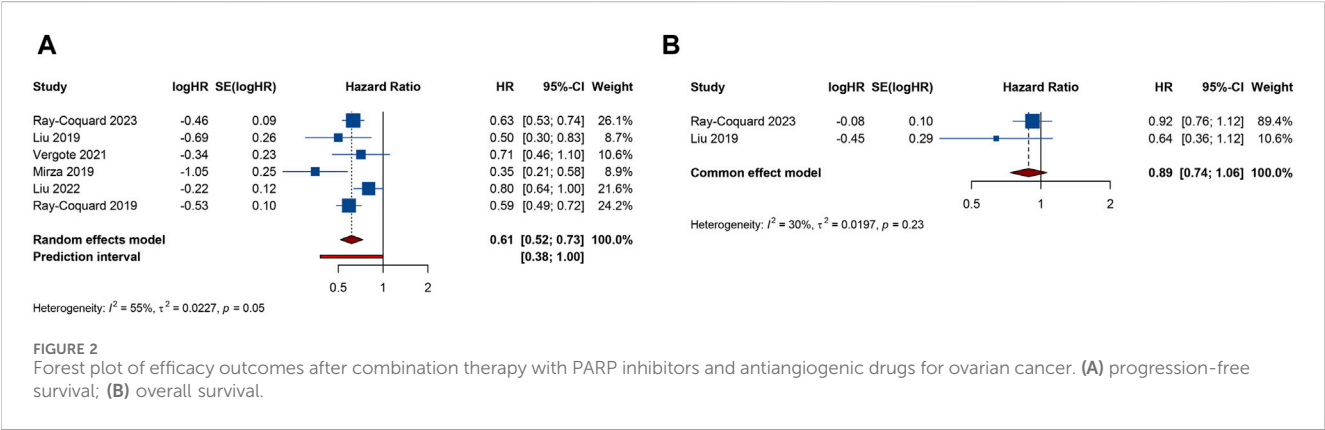 A
Study logHR SE(logHR) Hazard Ratio HR 95%-CI Weight
Ray-Coquard 2023 -0.46 0.09 0.63 [0.53; 0.74] 26.1%
Liu 2019 -0.69 0.26 0.50 [0.30; 0.83] 8.7%
Vergote 2021 -0.34 0.23 0.71 [0.46; 1.10] 10.6%
Mirza 2019 -1.05 0.25 0.35 [0.21; 0.58] 8.9%
Liu 2022 -0.22 0.12 0.80 [0.64; 1.00] 21.6%
Ray-Coquard 2019 -0.53 0.10 0.59 [0.49; 0.72] 24.2%
Random effects model 0.61 [0.52; 0.73] 100.0%
Prediction interval [0.38; 1.00]
0.5 1 2
Heterogeneity: I² = 55%, τ² = 0.0227, p = 0.05
B
Study logHR SE(logHR) Hazard Ratio HR 95%-CI Weight
Ray-Coquard 2023 -0.08 0.10 0.92 [0.76; 1.12] 89.4%
Liu 2019 -0.45 0.29 0.64 [0.36; 1.12] 10.6%
Common effect model 0.89 [0.74; 1.06] 100.0%
0.5 1 2
Heterogeneity: I² = 30%, τ² = 0.0197, p = 0.23
FIGURE 2
Forest plot of efficacy outcomes after combination therapy with PARP inhibitors and antiangiogenic drugs for ovarian cancer. (A) progression-free
survival; (B) overall survival.